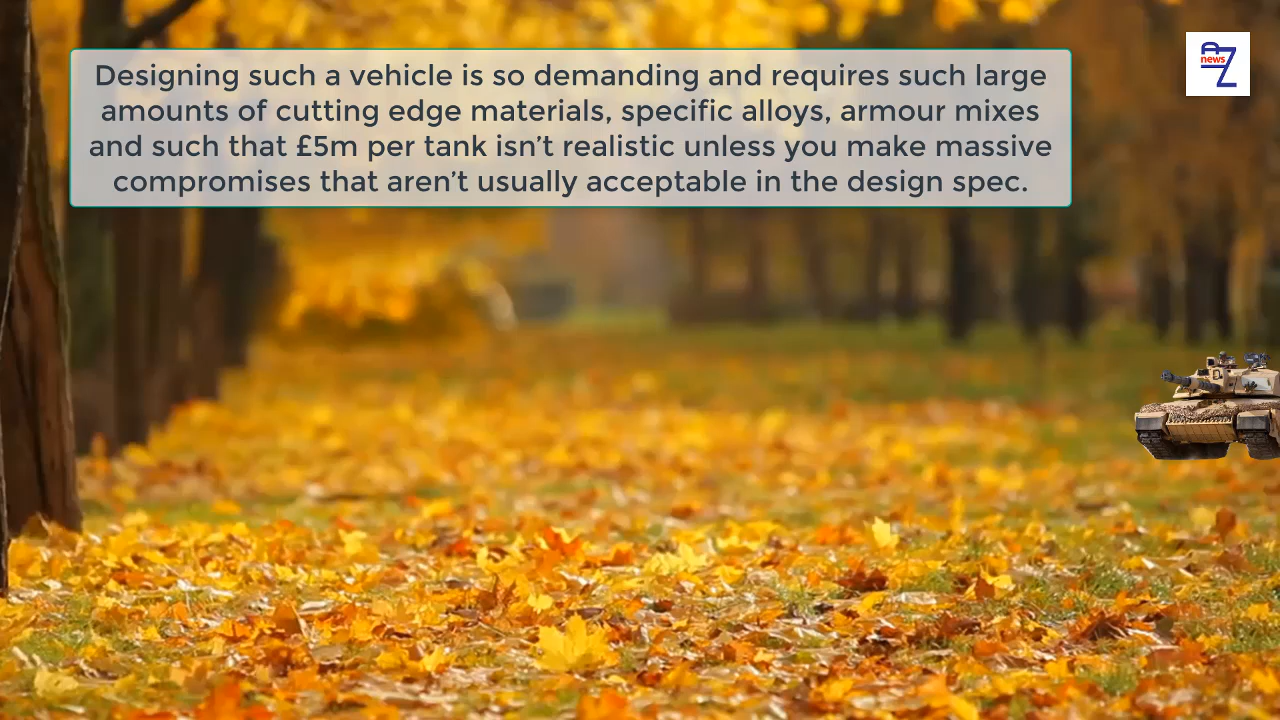 Designing such a vehicle is so demanding and requires such large
amounts of cutting edge materials, specific alloys, armour mixes
and such that £5m per tank isn’t realistic unless you make massive
compromises that aren’t usually acceptable in the design spec.
AZ
news